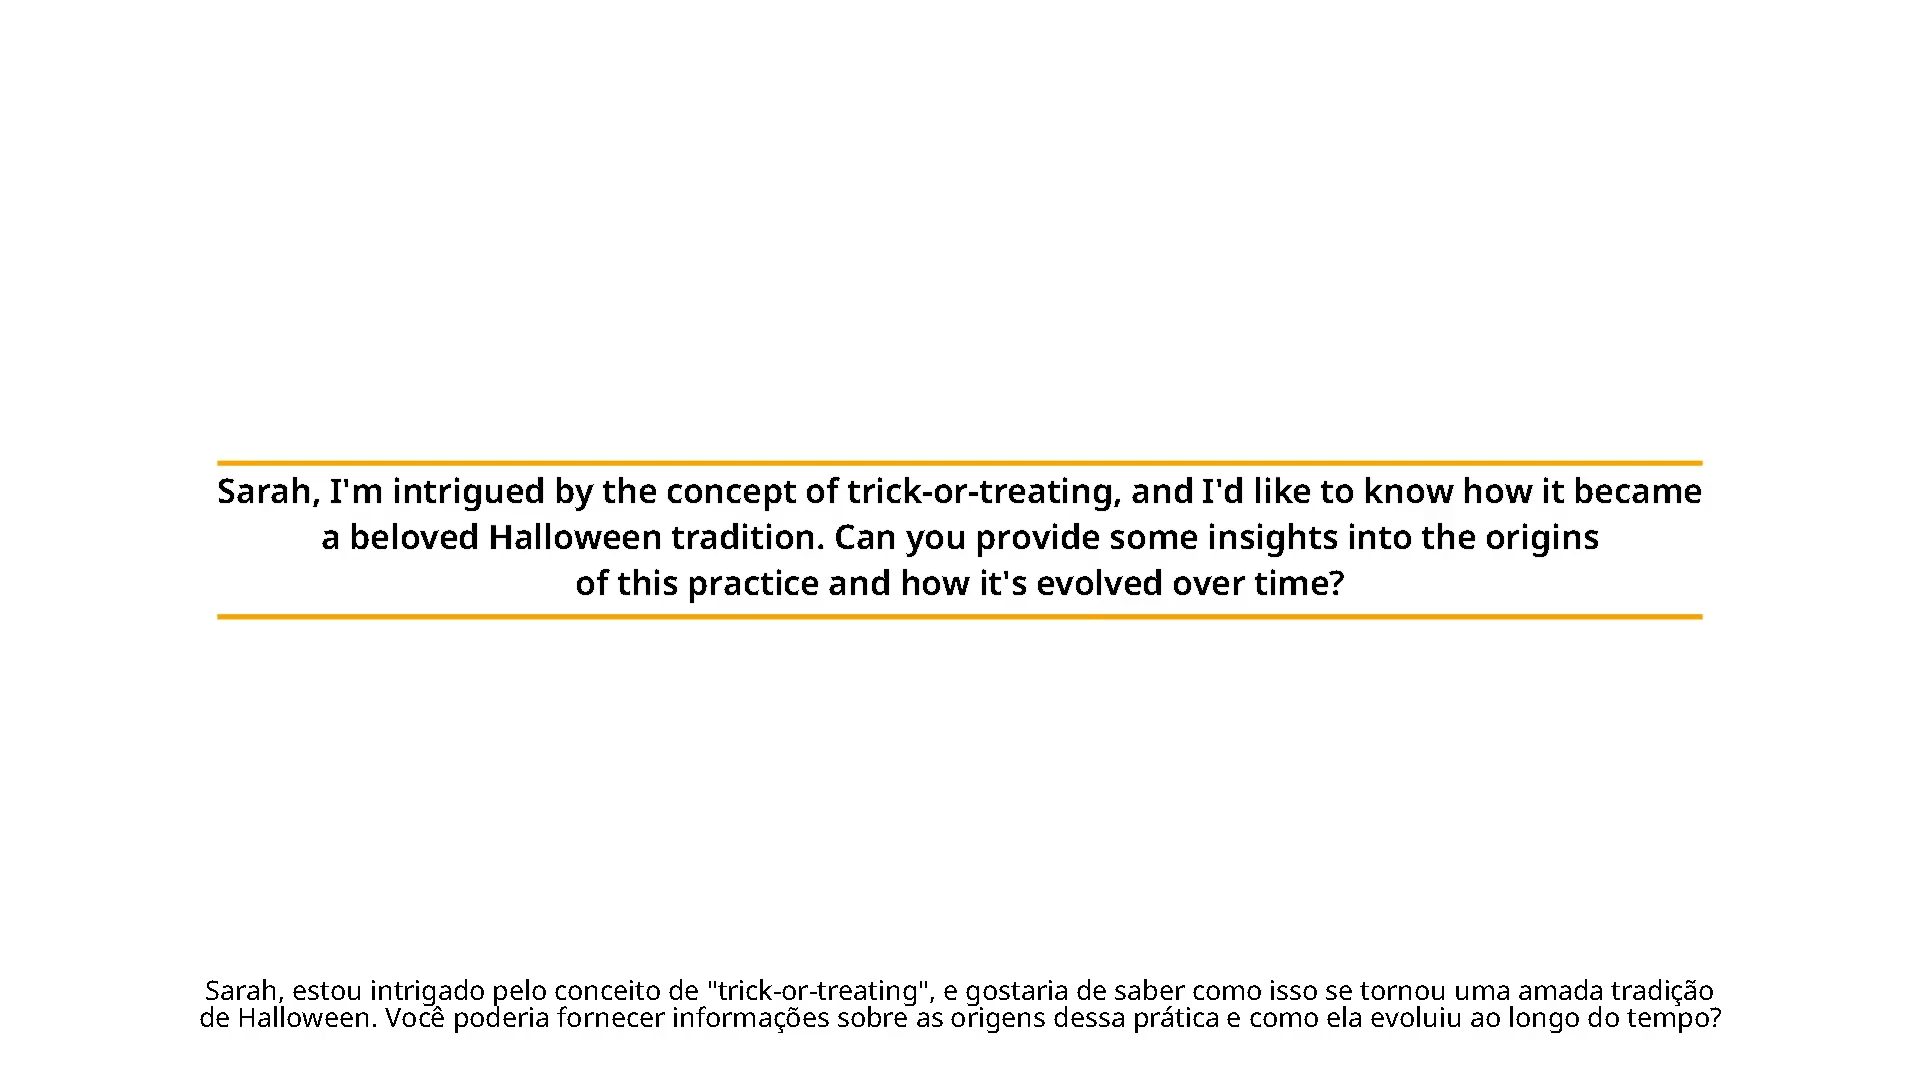 Sarah, I'm intrigued by the concept of trick-or-treating, and I'd like to know how it became
a beloved Halloween tradition. Can you provide some insights into the origins
of this practice and how it's evolved over time?
Sarah, estou intrigado pelo conceito de "trick-or-treating", e gostaria de saber como isso se tornou uma amada tradição
de Halloween. Você poderia fornecer informações sobre as origens dessa prática e como ela evoluiu ao longo do tempo?